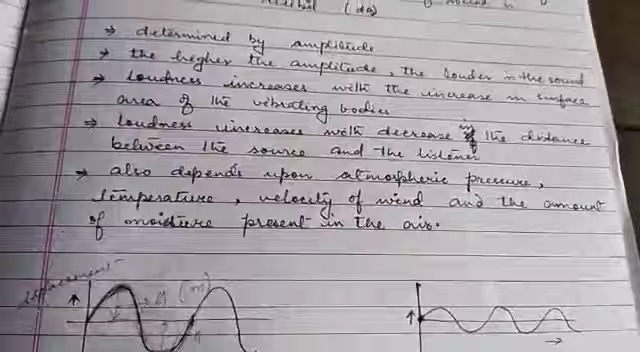 (db)
→ determined by amplitude
→ the higher the amplitude, the louder is the sound
→ Loudness increases with the increase in surface
area of the vibrating bodies
→ Loudness increases with decrease in the distance
between the source and the listener
→ also depends upon atmospheric pressure,
temperature, velocity of wind and the amount
of moisture present in the air.
displacement
(m)